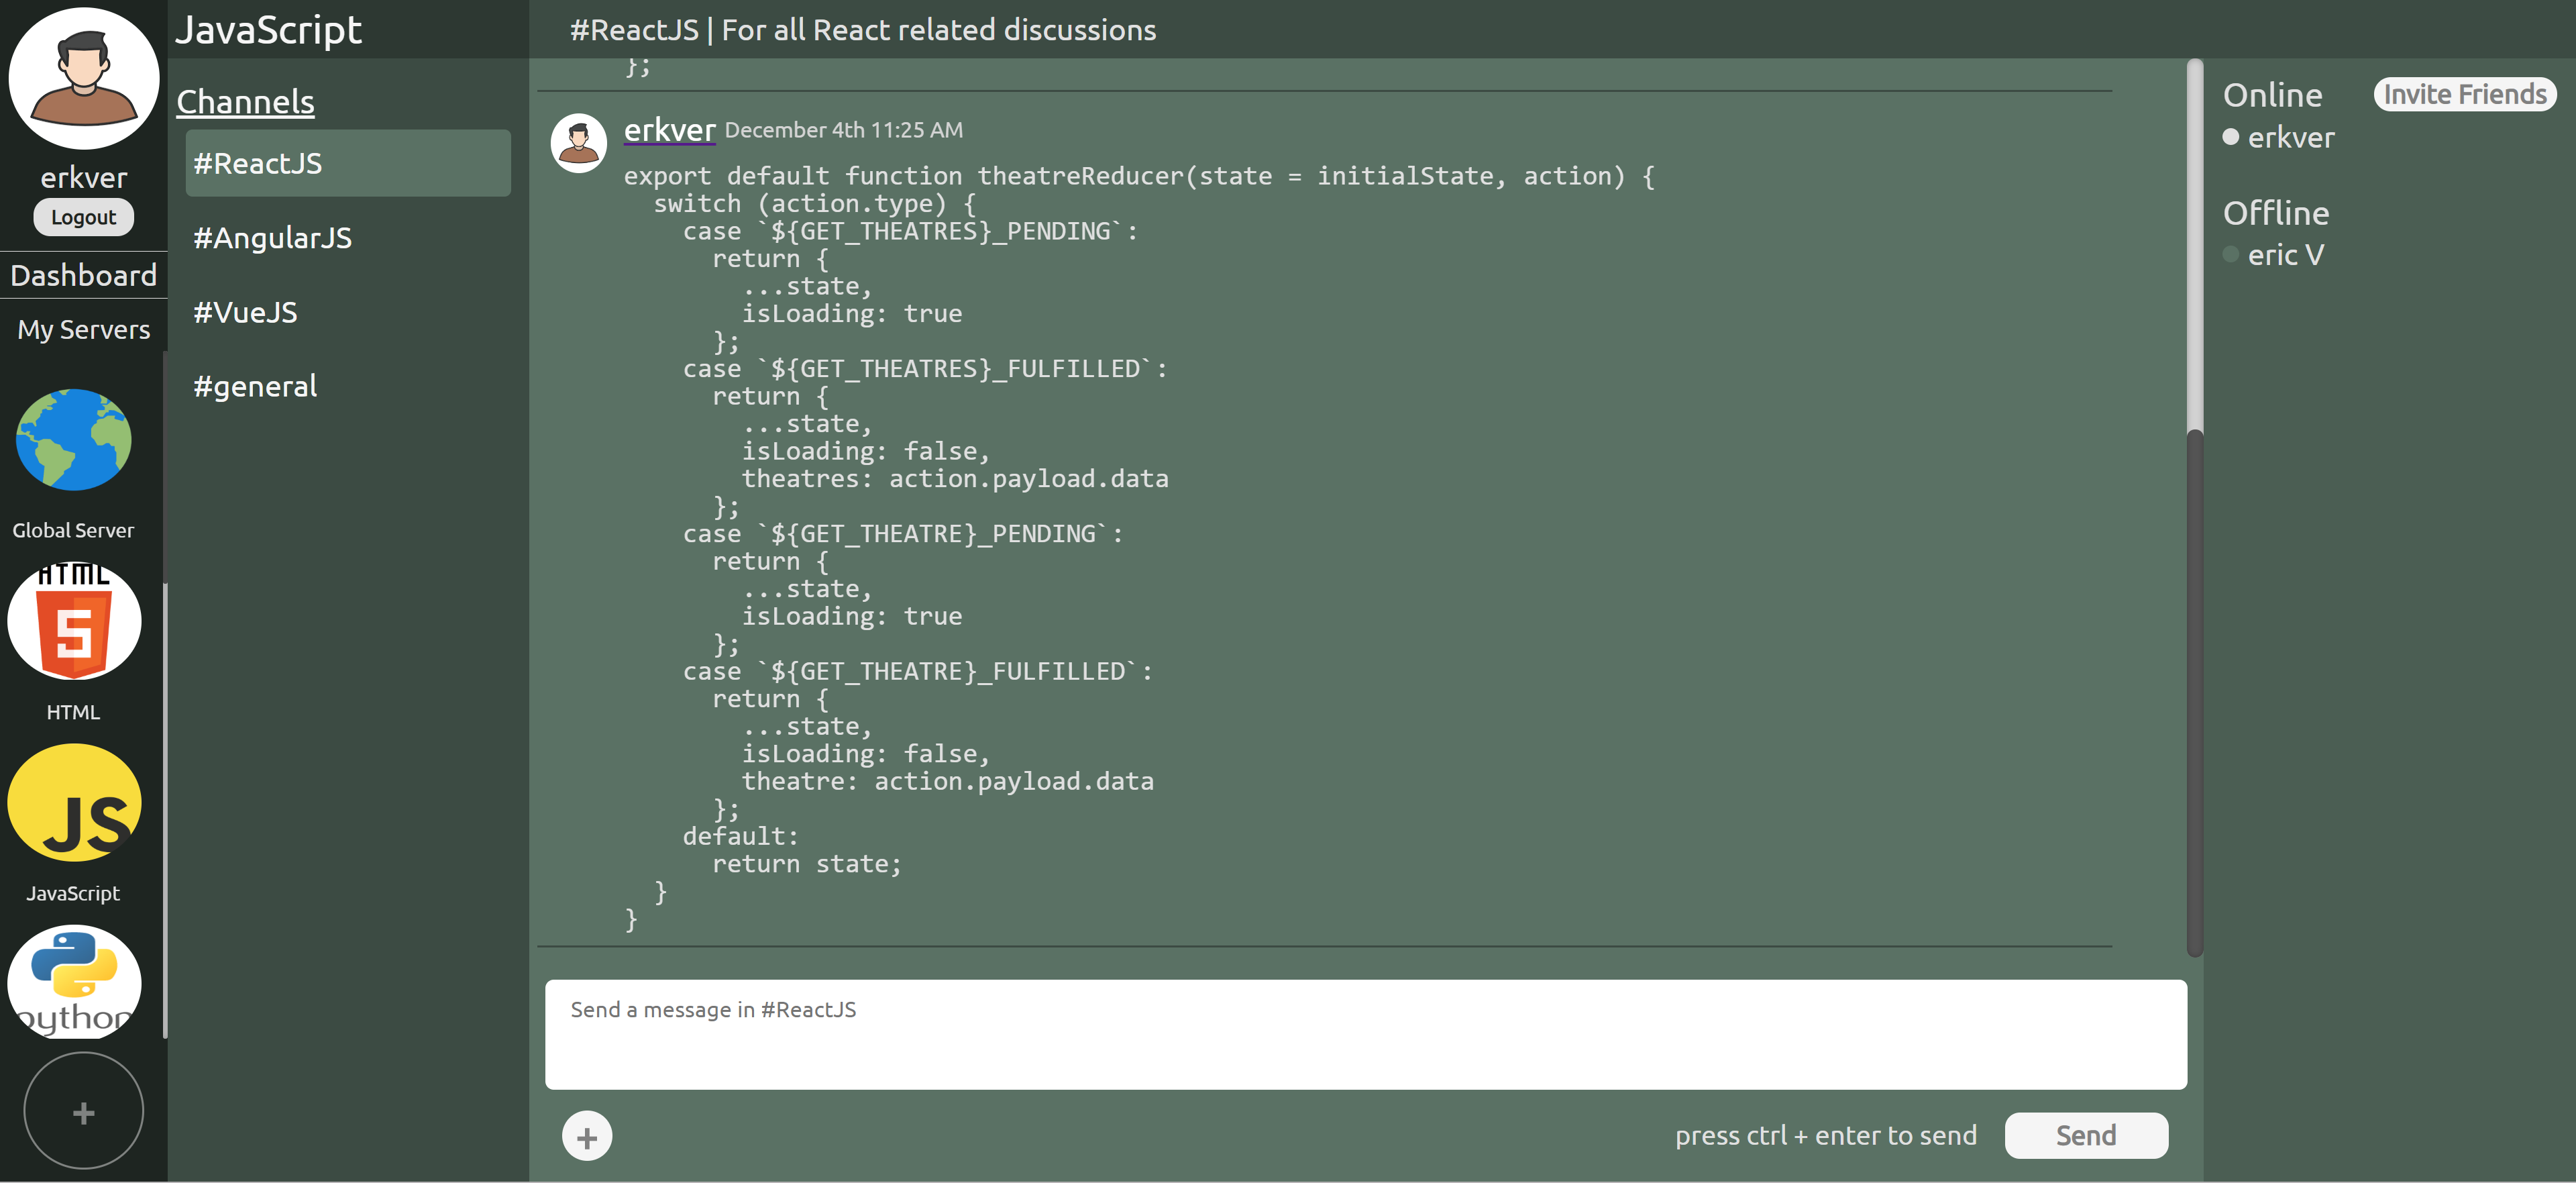 erkver
Logout
Dashboard
My Servers
Global Server
HTML
5
HTML
JS
JavaScript
python
+
JavaScript
Channels
#ReactJS
#AngularJS
#VueJS
#general
#ReactJS | For all React related discussions
};
erkver December 4th 11:25 AM
export default function theatreReducer(state = initialState, action) {
  switch (action.type) {
    case `${GET_THEATRES}_PENDING`:
      return {
        ...state,
        isLoading: true
      };
    case `${GET_THEATRES}_FULFILLED`:
      return {
        ...state,
        isLoading: false,
        theatres: action.payload.data
      };
    case `${GET_THEATRE}_PENDING`:
      return {
        ...state,
        isLoading: true
      };
    case `${GET_THEATRE}_FULFILLED`:
      return {
        ...state,
        isLoading: false,
        theatre: action.payload.data
      };
    default:
      return state;
  }
}
Send a message in #ReactJS
+
press ctrl + enter to send
Send
Online
Invite Friends
erkver
Offline
eric V